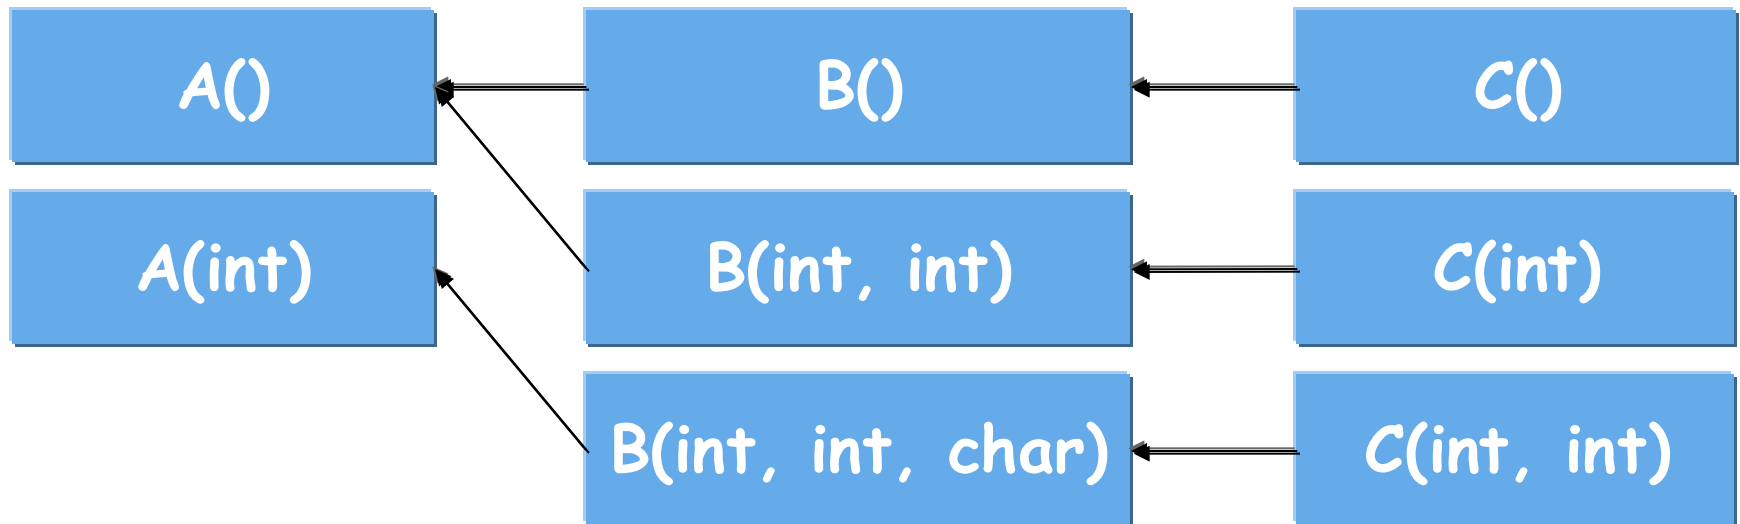 A()
B()
C()
A(int)
B(int, int)
C(int)
B(int, int, char)
C(int, int)